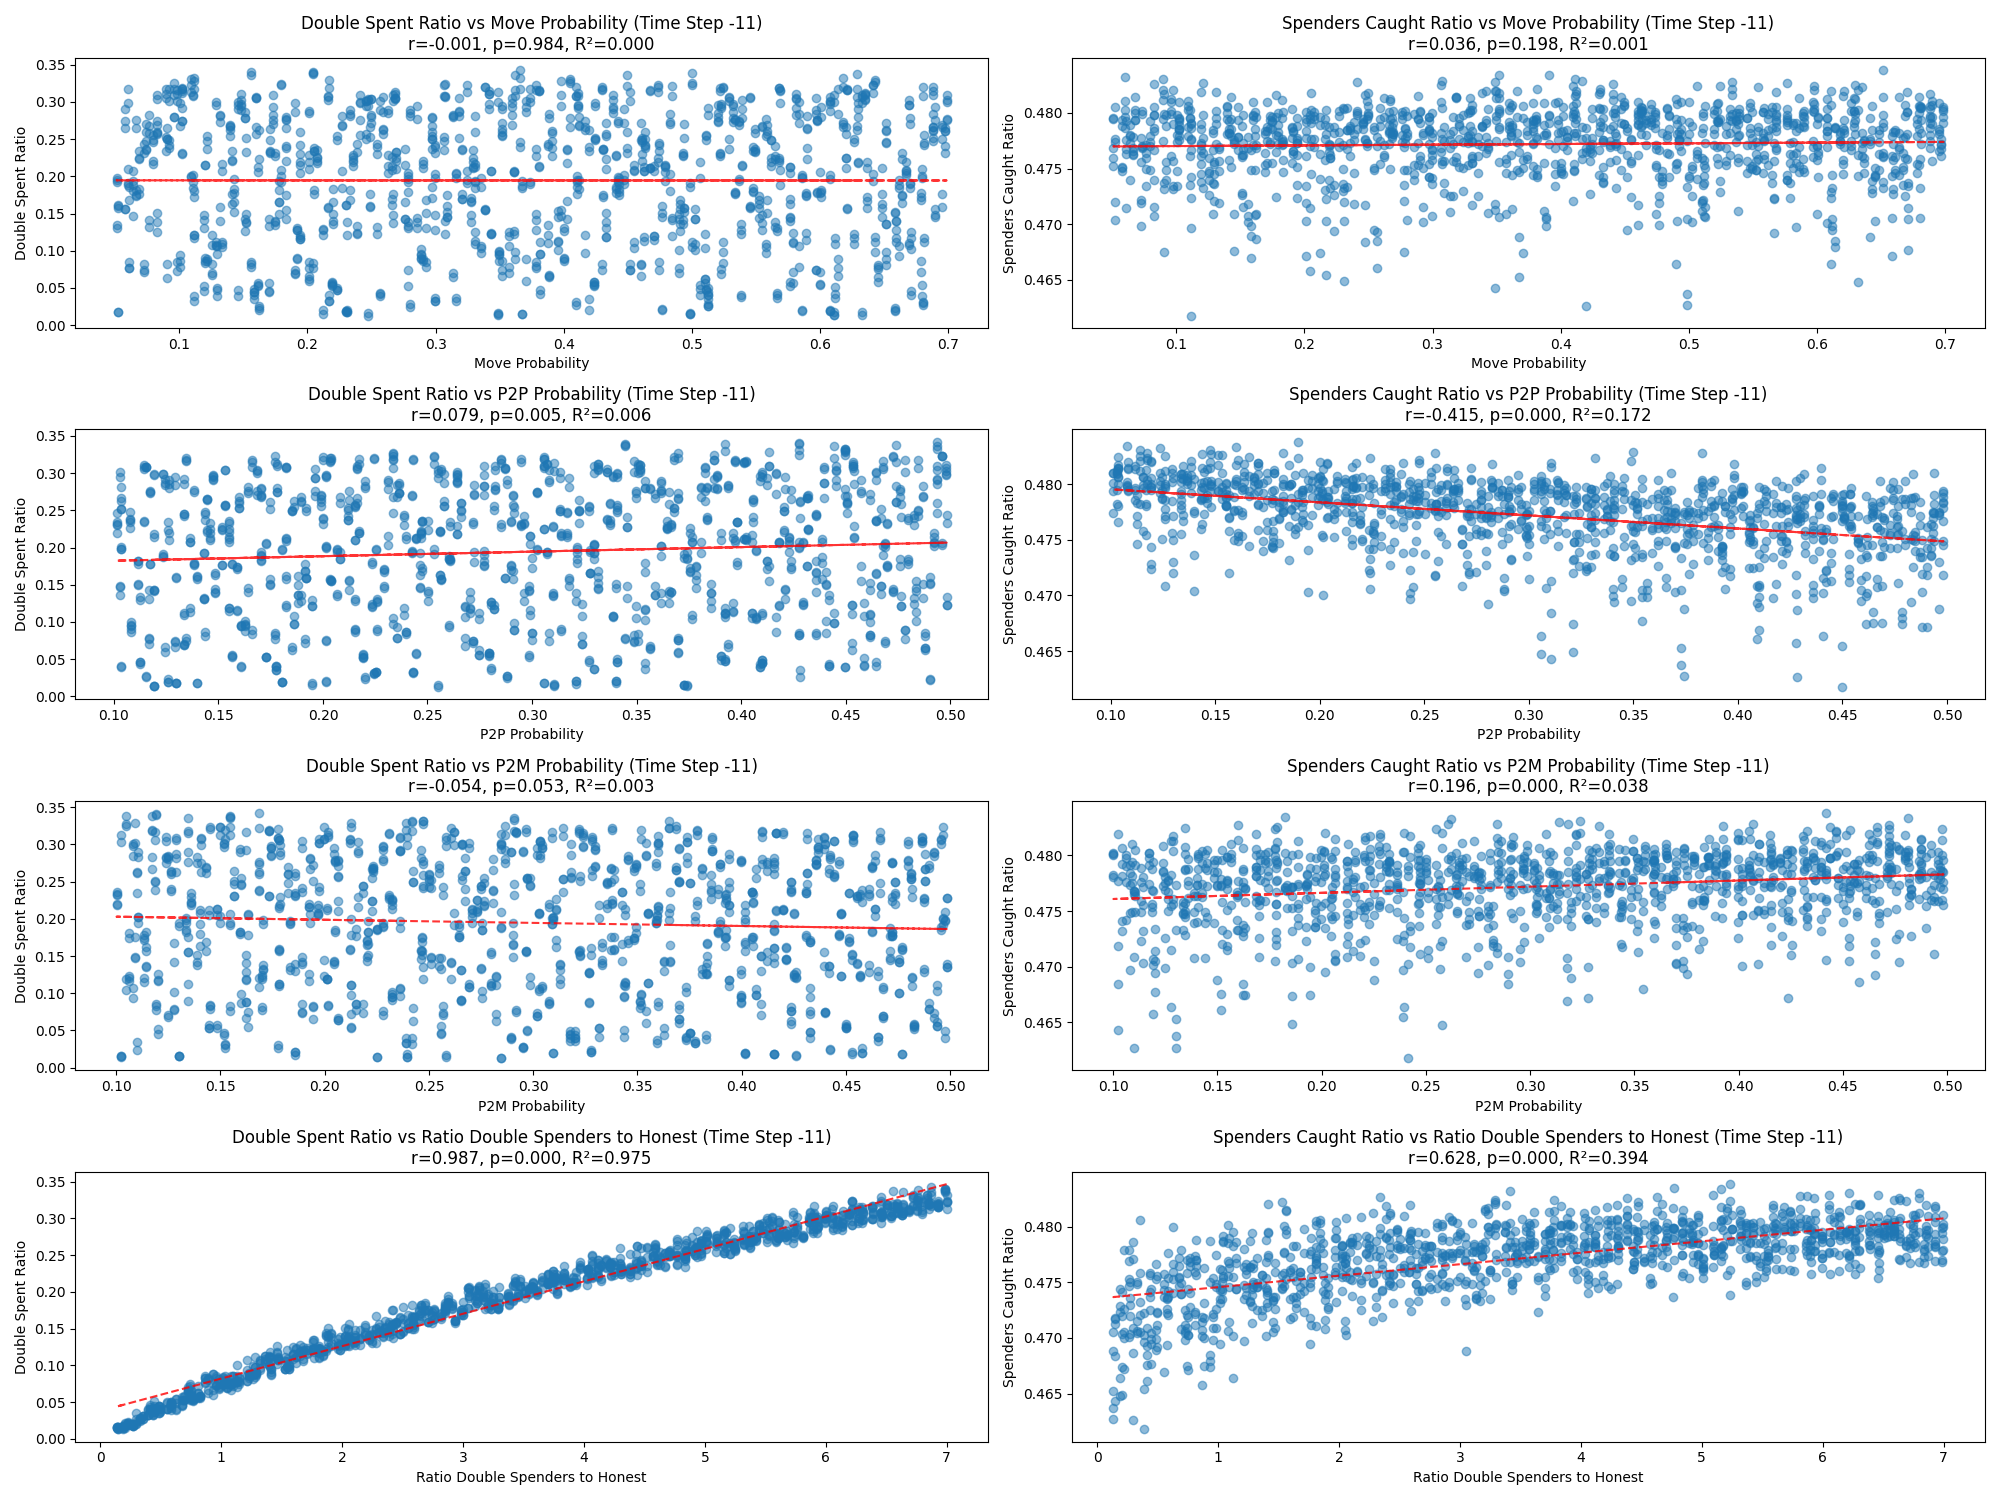 Double Spent Ratio vs Move Probability (Time Step -11)
r=-0.001, p=0.984, R²=0.000
0.35
0.30
0.25
0.20
0.15
0.10
0.05
0.00
Double Spent Ratio
0.1 0.2 0.3 0.4 0.5 0.6 0.7
Move Probability
Spenders Caught Ratio vs Move Probability (Time Step -11)
r=0.036, p=0.198, R²=0.001
0.480
0.475
0.470
0.465
Spenders Caught Ratio
0.1 0.2 0.3 0.4 0.5 0.6 0.7
Move Probability
Double Spent Ratio vs P2P Probability (Time Step -11)
r=0.079, p=0.005, R²=0.006
0.35
0.30
0.25
0.20
0.15
0.10
0.05
0.00
Double Spent Ratio
0.10 0.15 0.20 0.25 0.30 0.35 0.40 0.45 0.50
P2P Probability
Spenders Caught Ratio vs P2P Probability (Time Step -11)
r=-0.415, p=0.000, R²=0.172
0.480
0.475
0.470
0.465
Spenders Caught Ratio
0.10 0.15 0.20 0.25 0.30 0.35 0.40 0.45 0.50
P2P Probability
Double Spent Ratio vs P2M Probability (Time Step -11)
r=-0.054, p=0.053, R²=0.003
0.35
0.30
0.25
0.20
0.15
0.10
0.05
0.00
Double Spent Ratio
0.10 0.15 0.20 0.25 0.30 0.35 0.40 0.45 0.50
P2M Probability
Spenders Caught Ratio vs P2M Probability (Time Step -11)
r=0.196, p=0.000, R²=0.038
0.480
0.475
0.470
0.465
Spenders Caught Ratio
0.10 0.15 0.20 0.25 0.30 0.35 0.40 0.45 0.50
P2M Probability
Double Spent Ratio vs Ratio Double Spenders to Honest (Time Step -11)
r=0.987, p=0.000, R²=0.975
0.35
0.30
0.25
0.20
0.15
0.10
0.05
0.00
Double Spent Ratio
0 1 2 3 4 5 6 7
Ratio Double Spenders to Honest
Spenders Caught Ratio vs Ratio Double Spenders to Honest (Time Step -11)
r=0.628, p=0.000, R²=0.394
0.480
0.475
0.470
0.465
Spenders Caught Ratio
0 1 2 3 4 5 6 7
Ratio Double Spenders to Honest